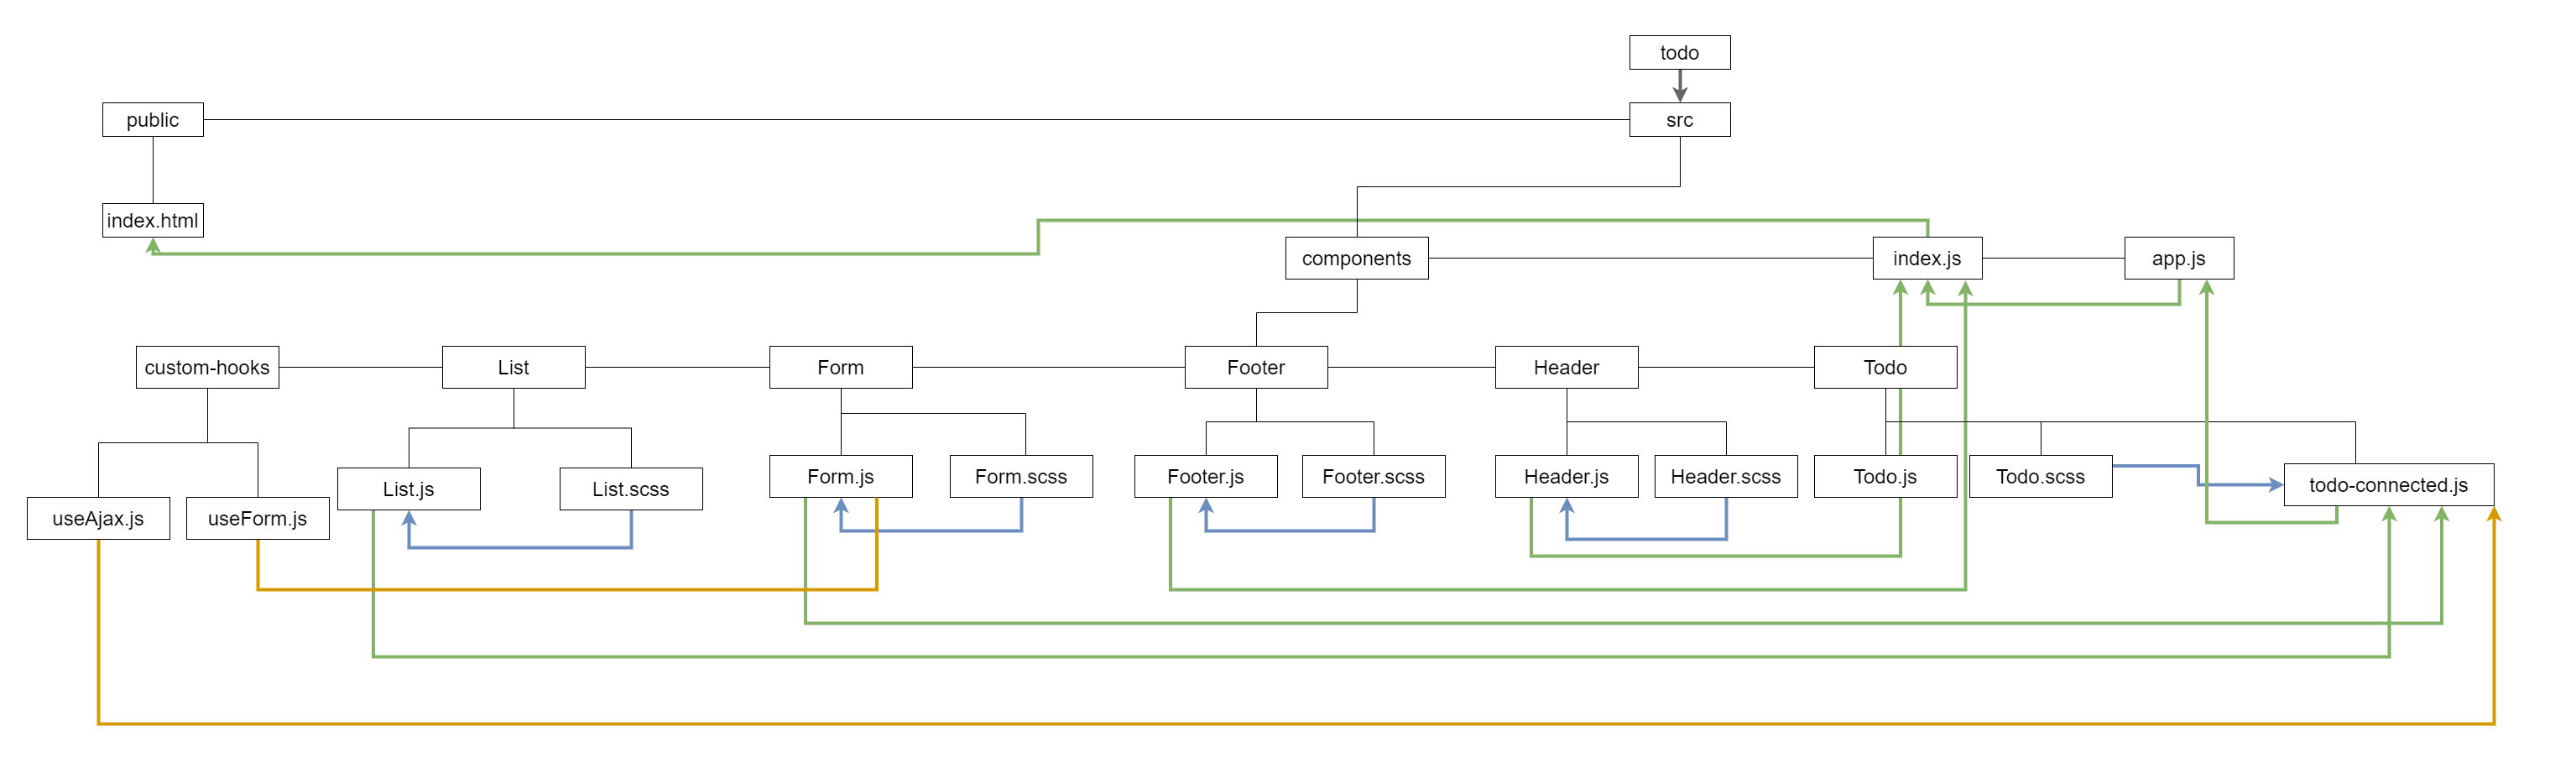 todo
public
src
index.html
components
index.js
app.js
custom-hooks
List
Form
Footer
Header
Todo
useAjax.js
useForm.js
List.js
List.scss
Form.js
Form.scss
Footer.js
Footer.scss
Header.js
Header.scss
Todo.js
Todo.scss
todo-connected.js